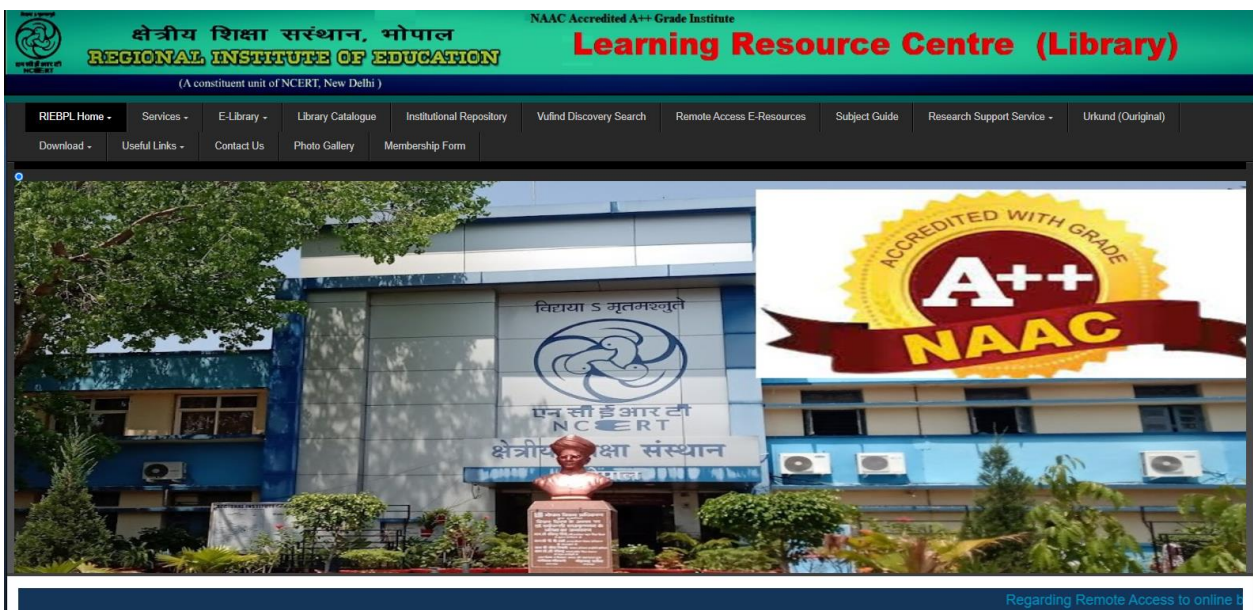 NAAC Accredited A++ Grade Institute
क्षेत्रीय शिक्षा सरंथान, भोपाल
Learning Resource Centre (Library)
REGIONAL INSTITUTE OF EDUCATION
NCERT
(A constituent unit of NCERT, New Delhi )
RIEBPL Home Services E-Library Library Catalogue Institutional Repository Vufind Discovery Search Remote Access E-Resources Subject Guide Research Support Service Urkund (Ouriginal)
Download Useful Links Contact Us Photo Gallery Membership Form
ACCREDITED WITH GRADE
A++
NAAC
विद्यया ऽ मृतमश्नुते
एन सी ई आर टी
NCERT
संस्थान
Regarding Remote Access to online b